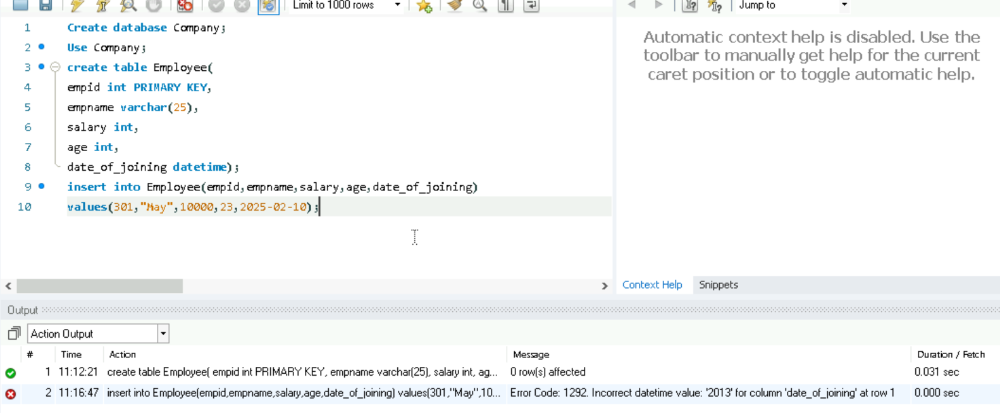 Limit to 1000 rows
Jump to
1 Create database Company;
2 Use Company;
3 create table Employee(
4 empid int PRIMARY KEY,
5 empname varchar(25),
6 salary int,
7 age int,
8 date_of_joining datetime);
9 insert into Employee(empid,empname,salary,age,date_of_joining)
10 values(301,"May",10000,23,2025-02-10);
Automatic context help is disabled. Use the
toolbar to manually get help for the current
caret position or to toggle automatic help.
Context Help Snippets
Output
Action Output
# Time Action Message Duration / Fetch
1 11:12:21 create table Employee( empid int PRIMARY KEY, empname varchar(25), salary int, ag... 0 row(s) affected 0.031 sec
2 11:16:47 insert into Employee(empid,empname,salary,age,date_of_joining) values(301,"May",10... Error Code: 1292. Incorrect datetime value: '2013' for column 'date_of_joining' at row 1 0.000 sec